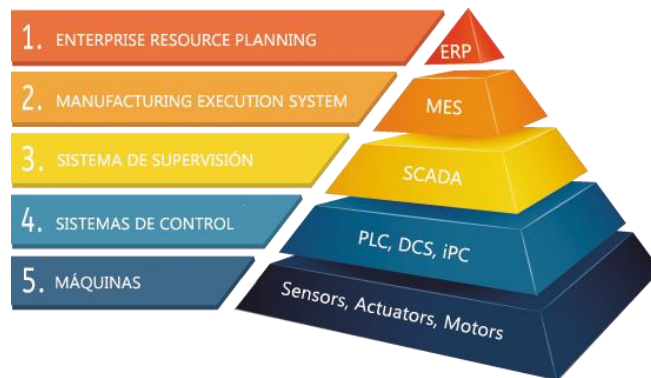 1. ENTERPRISE RESOURCE PLANNING
ERP
2. MANUFACTURING EXECUTION SYSTEM
MES
3. SISTEMA DE SUPERVISIÓN
SCADA
4. SISTEMAS DE CONTROL
PLC, DCS, iPC
5. MÁQUINAS
Sensors, Actuators, Motors